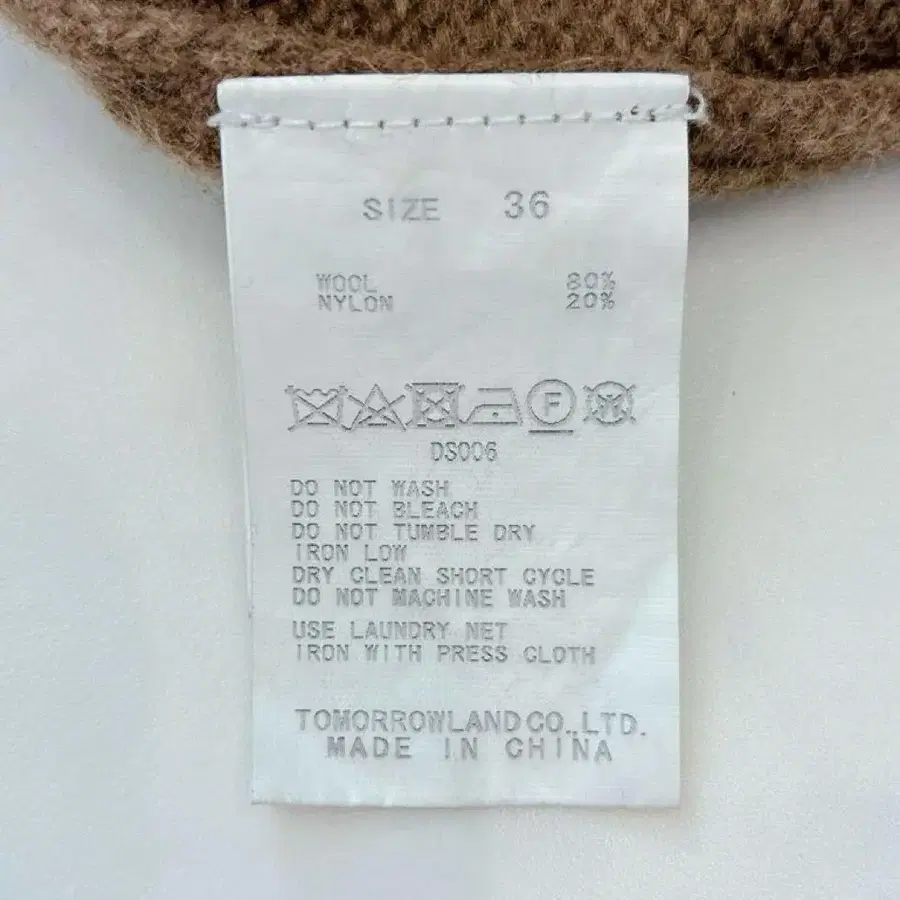 SIZE 36
WOOL 80%
NYLON 20%
F
DS006
DO NOT WASH
DO NOT BLEACH
DO NOT TUMBLE DRY
IRON LOW
DRY CLEAN SHORT CYCLE
DO NOT MACHINE WASH
USE LAUNDRY NET
IRON WITH PRESS CLOTH
TOMORROWLAND CO.,LTD.
MADE IN CHINA